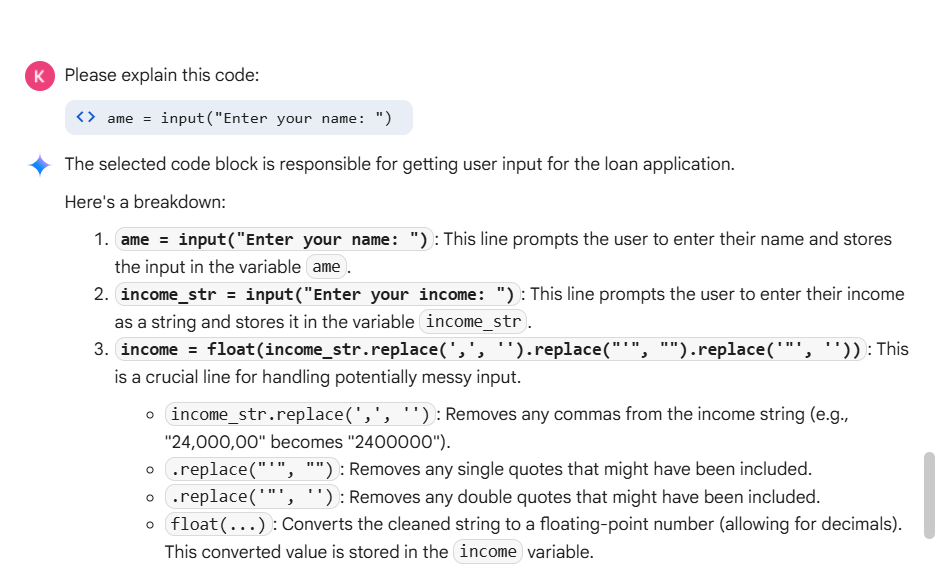 K Please explain this code:
<> ame = input("Enter your name: ")
The selected code block is responsible for getting user input for the loan application.
Here's a breakdown:
1. ame = input("Enter your name: "): This line prompts the user to enter their name and stores
the input in the variable ame.
2. income_str = input("Enter your income: "): This line prompts the user to enter their income
as a string and stores it in the variable income_str.
3. income = float(income_str.replace(',', '').replace("'", "").replace('"', '')): This
is a crucial line for handling potentially messy input.
○ income_str.replace(',', ''): Removes any commas from the income string (e.g.,
"24,000,00" becomes "2400000").
○ .replace("'", ""): Removes any single quotes that might have been included.
○ .replace('"', ''): Removes any double quotes that might have been included.
○ float(...): Converts the cleaned string to a floating-point number (allowing for decimals).
This converted value is stored in the income variable.